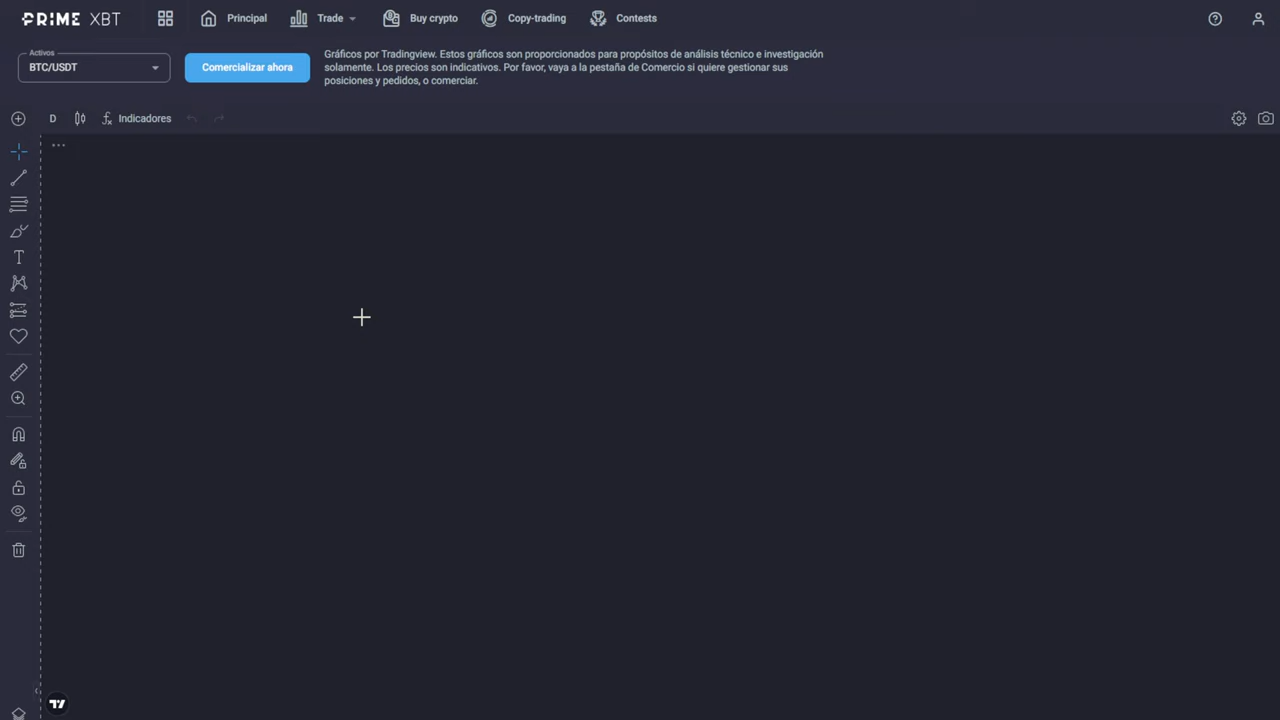 PRIME XBT
Principal
Trade
Buy crypto
Copy-trading
Contests
Activos
BTC/USDT
Comercializar ahora
Gráficos por Tradingview. Estos gráficos son proporcionados para propósitos de análisis técnico e investigación
solamente. Los precios son indicativos. Por favor, vaya a la pestaña de Comercio si quiere gestionar sus
posiciones y pedidos, o comerciar.
D
Indicadores